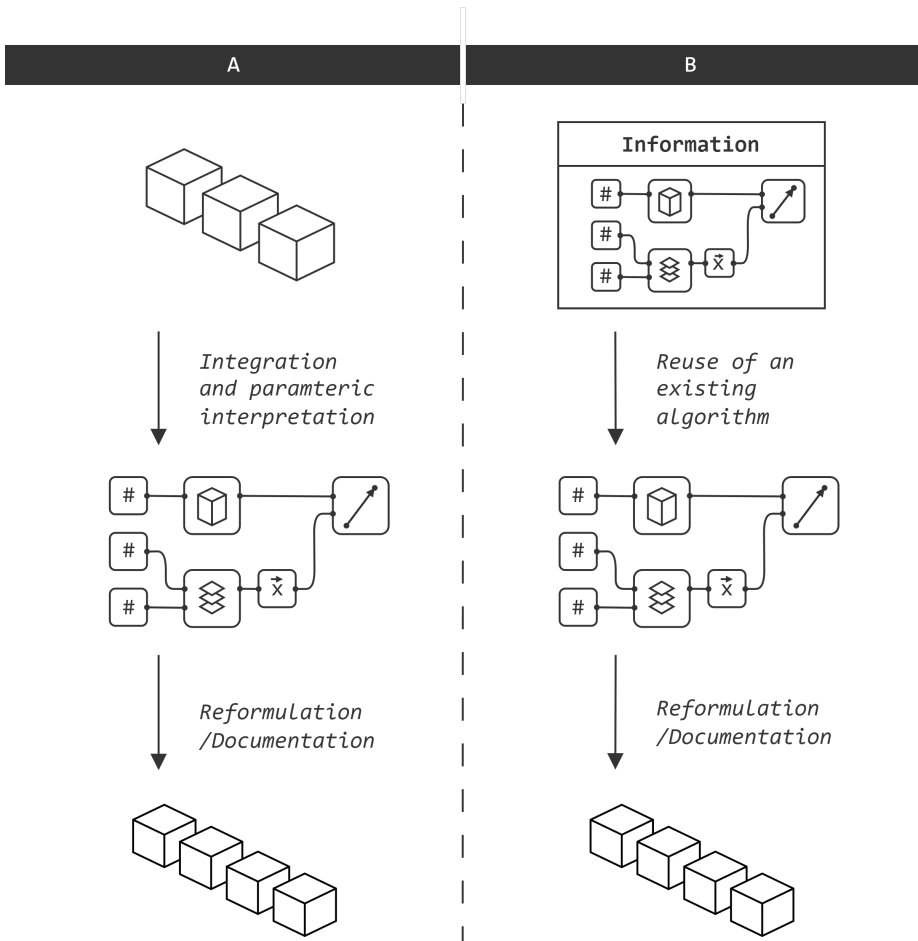 A
B
Information
#
#
#
x
Integration
and paramteric
interpretation
Reuse of an
existing
algorithm
#
#
#
x
#
#
#
x
Reformulation
/Documentation
Reformulation
/Documentation